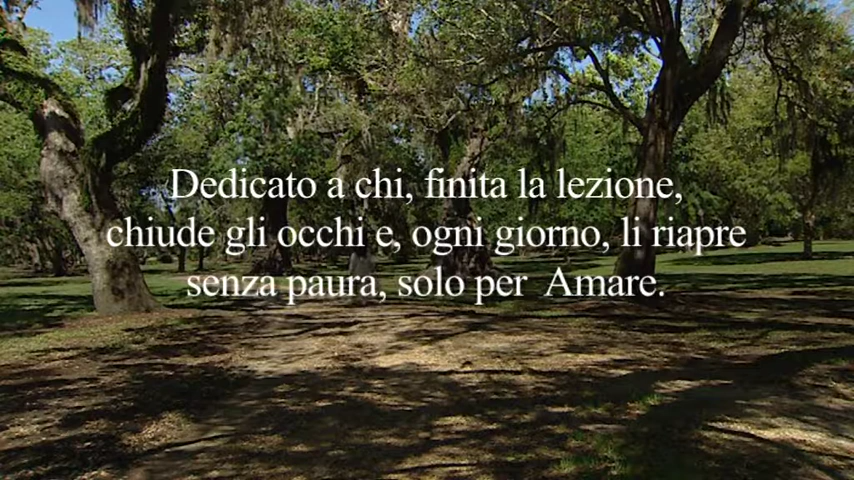 Dedicato a chi, finita la lezione,
chiude gli occhi e, ogni giorno, li riapre
senza paura, solo per Amare.